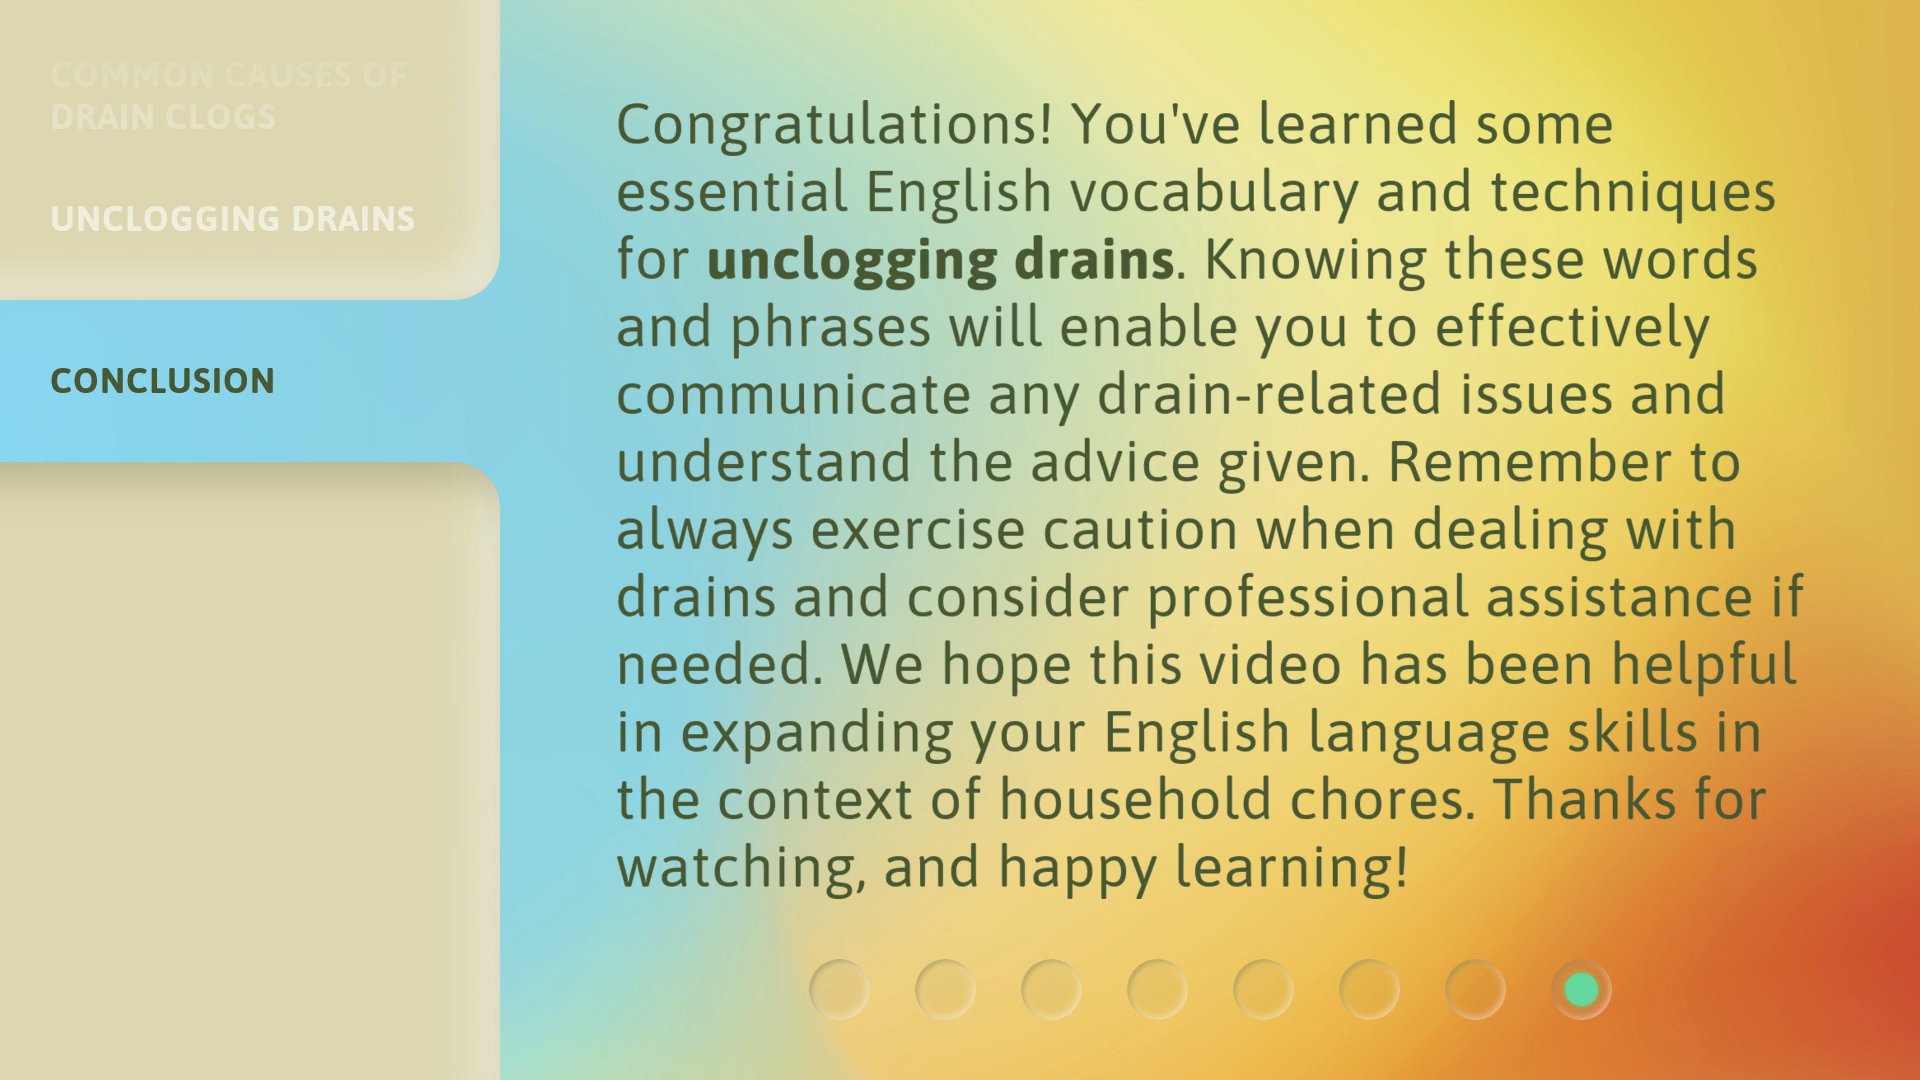 COMMON CAUSES OF
DRAIN CLOGS
UNCLOGGING DRAINS
CONCLUSION
Congratulations! You've learned some
essential English vocabulary and techniques
for unclogging drains. Knowing these words
and phrases will enable you to effectively
communicate any drain-related issues and
understand the advice given. Remember to
always exercise caution when dealing with
drains and consider professional assistance if
needed. We hope this video has been helpful
in expanding your English language skills in
the context of household chores. Thanks for
watching, and happy learning!